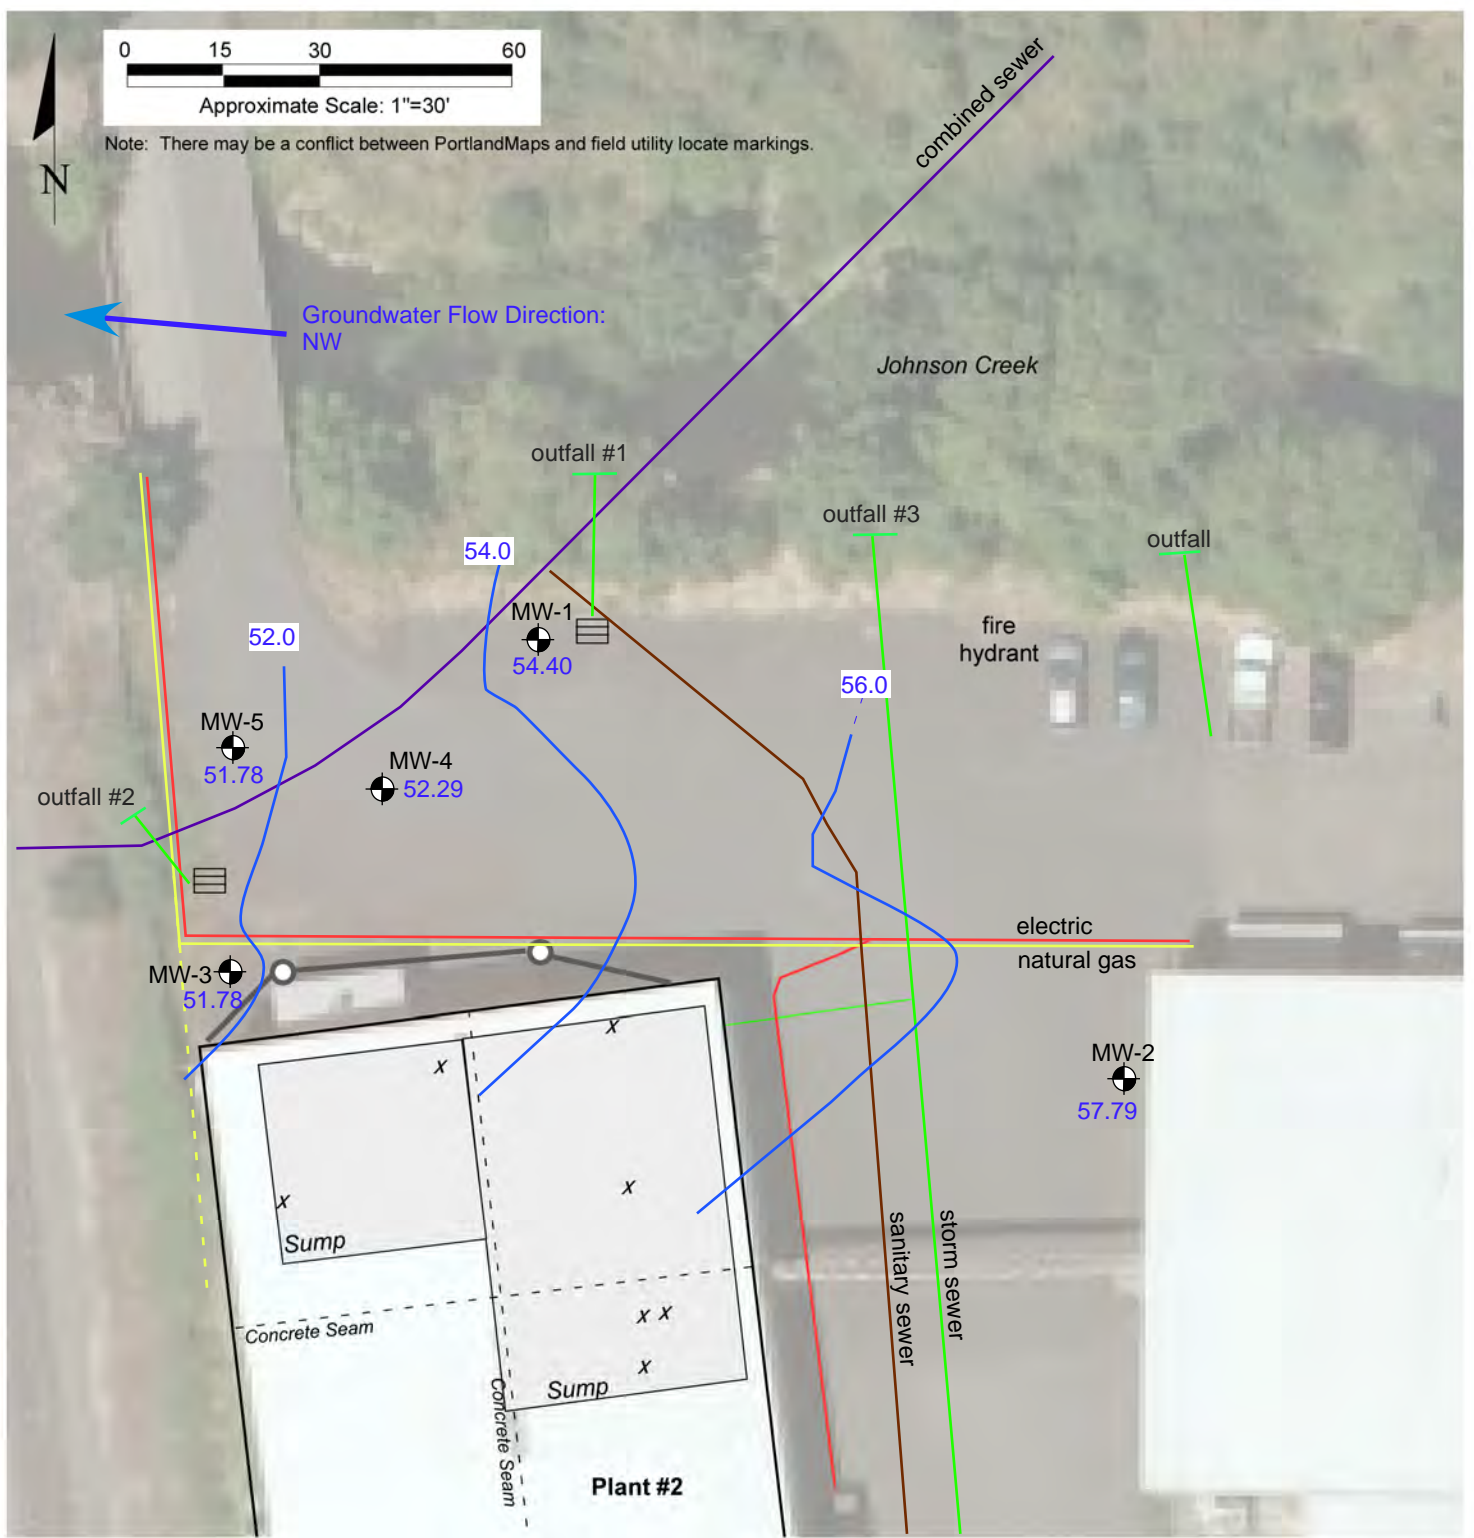 0 15 30 60
Approximate Scale: 1"=30'
Note: There may be a conflict between PortlandMaps and field utility locate markings.
N
combined sewer
Groundwater Flow Direction:
NW
Johnson Creek
outfall #1
outfall #3
outfall
54.0
MW-1
54.40
fire
hydrant
52.0
56.0
MW-5
51.78
MW-4
52.29
outfall #2
electric
natural gas
MW-3
51.78
MW-2
57.79
x
x
x
x
Sump
sanitary sewer
storm sewer
Concrete Seam
x x
x
Sump
Concrete Seam
Plant #2